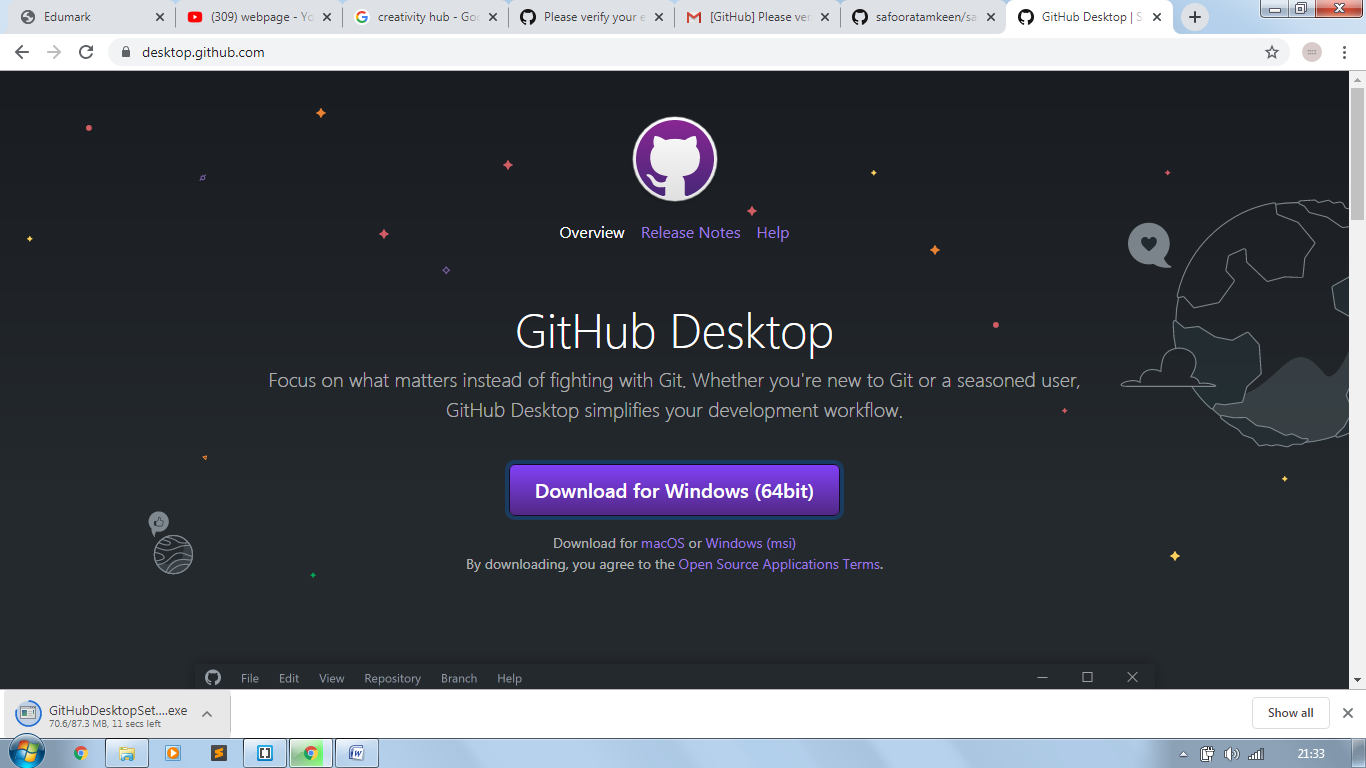 Edumark
(309) webpage - Yo
creativity hub - Goo
Please verify your e
[GitHub] Please ver
safooratamkeen/sa
GitHub Desktop | S
desktop.github.com
Overview Release Notes Help
GitHub Desktop
Focus on what matters instead of fighting with Git. Whether you're new to Git or a seasoned user,
GitHub Desktop simplifies your development workflow.
Download for Windows (64bit)
Download for macOS or Windows (msi)
By downloading, you agree to the Open Source Applications Terms.
File Edit View Repository Branch Help
GitHubDesktopSet....exe
70.6/87.3 MB, 11 secs left
Show all
21:33